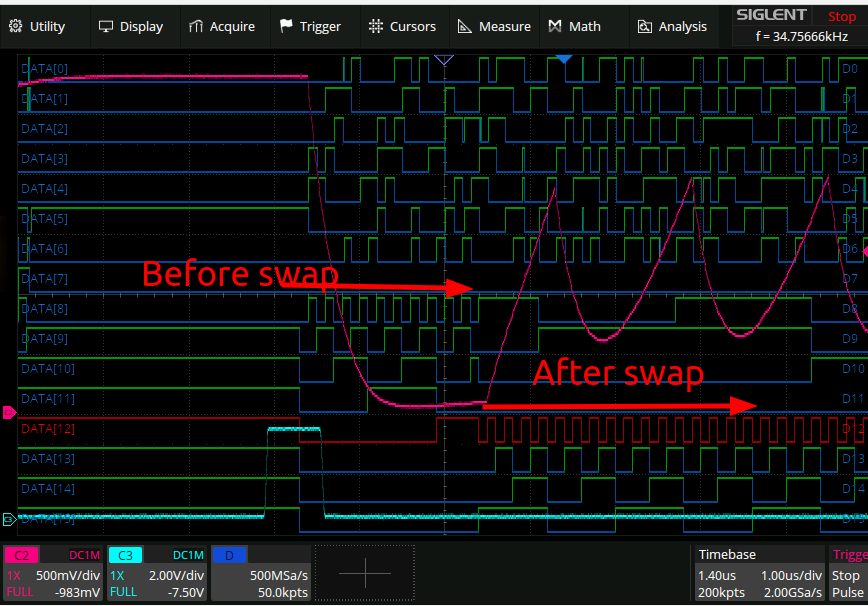 Utility Display Acquire Trigger Cursors Measure Math Analysis SIGLENT Stop
f = 34.75666kHz
DATA[0] D0
DATA[1] D1
DATA[2] D2
DATA[3] D3
DATA[4] D4
DATA[5] D5
DATA[6] D6
DATA[7] D7
Before swap
DATA[8] D8
DATA[9] D9
DATA[10] D10
After swap
DATA[11] D11
DATA[12] D12
DATA[13] D13
DATA[14] D14
C2 DC1M C3 DC1M D Timebase Trigge
1X 500mV/div 1X 2.00V/div 500MSa/s 1.40us 1.00us/div Stop
FULL -983mV FULL -7.50V 50.0kpts 200kpts 2.00GSa/s Pulse